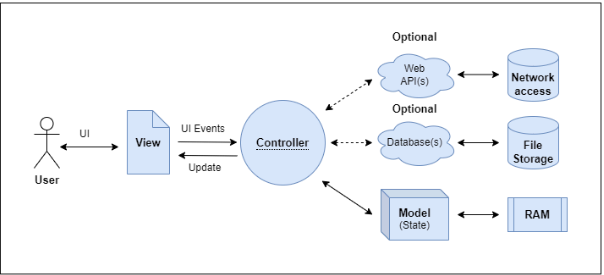 Optional
Web
API(s)
Network
access
Optional
UI
View
UI Events
Controller
Database(s)
File
Storage
Update
User
Model
(State)
RAM